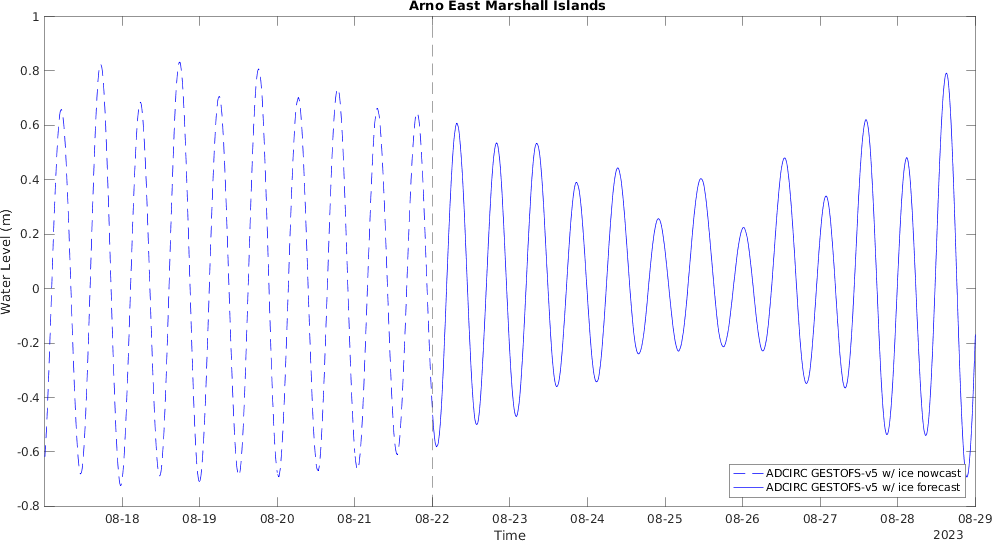 Arno East Marshall Islands
1
0.8
0.6
0.4
0.2
0
-0.2
-0.4
-0.6
-0.8
Water Level (m)
ADCIRC GESTOFS-v5 w/ ice nowcast
ADCIRC GESTOFS-v5 w/ ice forecast
08-18 08-19 08-20 08-21 08-22 08-23 08-24 08-25 08-26 08-27 08-28 08-29
Time
2023